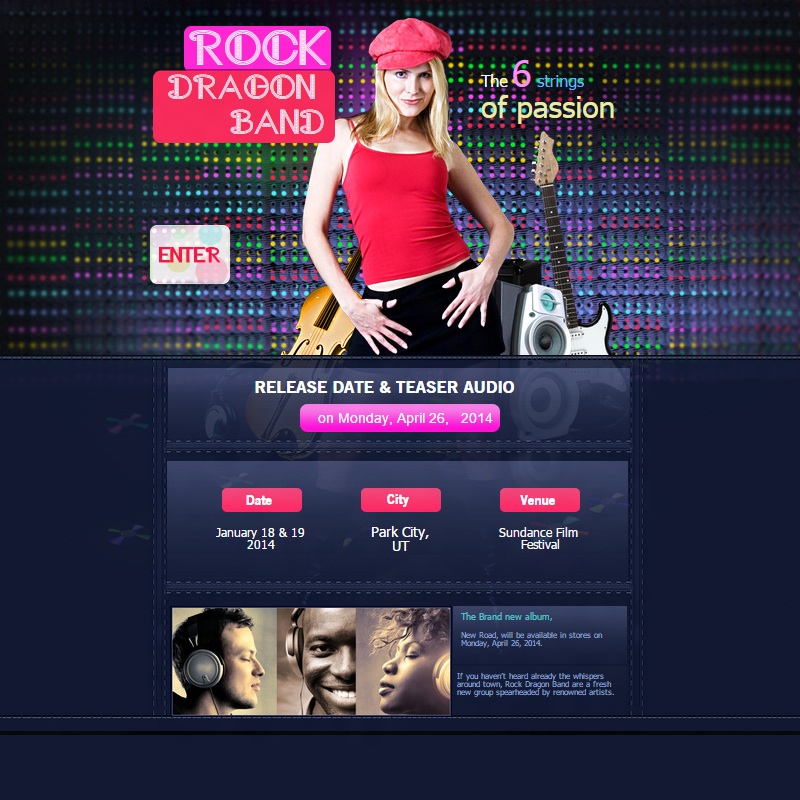 ROCK
DRAGON
BAND
The 6 strings
of passion
ENTER
RELEASE DATE & TEASER AUDIO
on Monday, April 26, 2014
Date
City
Venue
January 18 & 19
2014
Park City,
UT
Sundance Film
Festival
The Brand new album,
New Road, will be available in stores on
Monday, April 26, 2014.
If you haven't heard already the whispers
around town, Rock Dragon Band are a fresh
new group spearheaded by renowned artists.